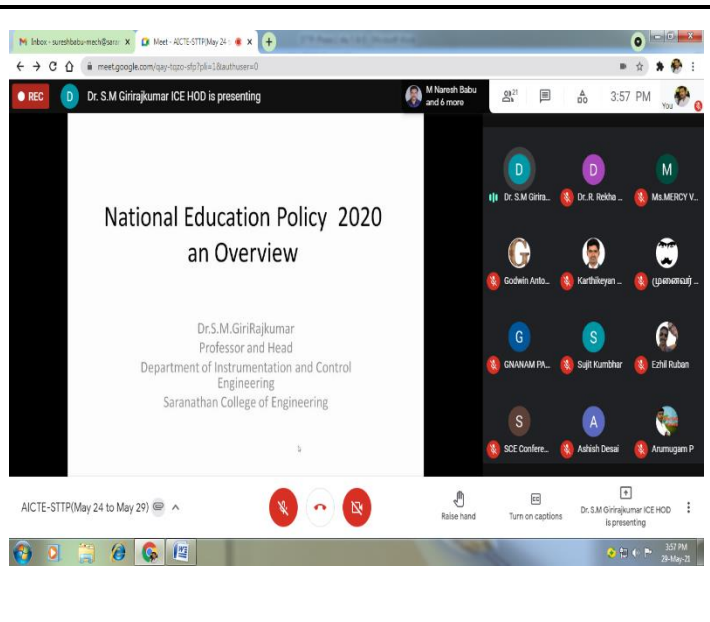 Inbox - sureshbabu-mech@saran
Meet - AICTE-STTP(May 24 t
meet.google.com/qay-tqzo-sfp?pli=1&authuser=0
REC
D
Dr. S.M Girirajkumar ICE HOD is presenting
M Naresh Babu
and 6 more
21
3:57 PM
You
National Education Policy 2020
an Overview
Dr.S.M.GiriRajkumar
Professor and Head
Department of Instrumentation and Control
Engineering
Saranathan College of Engineering
D D M
Dr. S.M Girira... Dr..R. Rekha ... Ms.MERCY V...
G
Godwin Anto... Karthikeyan ... (முனைவர்) ...
G S
GNANAM PA... Sujit Kumbhar Ezhil Ruban
S A
SCE Confere... Ashish Desai Arumugam P
AICTE-STTP(May 24 to May 29)
Raise hand
Turn on captions
Dr. S.M Girirajkumar ICE HOD
is presenting
3:57 PM
29-May-21